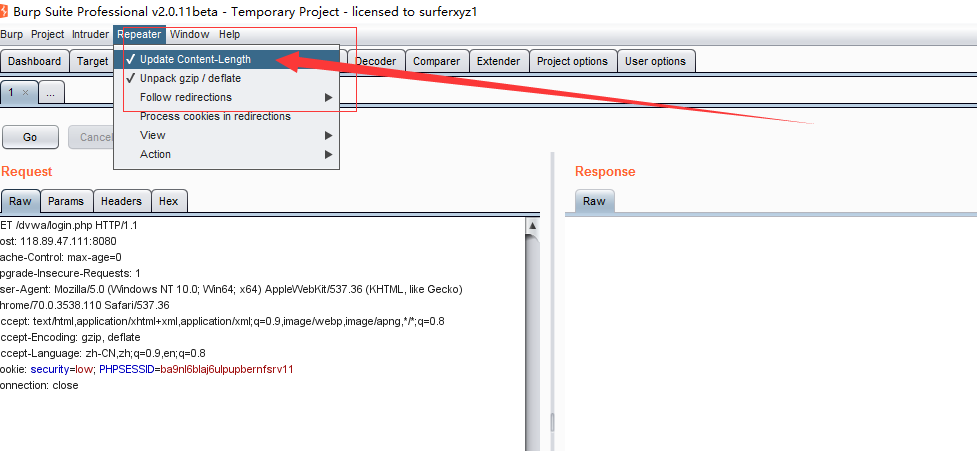 Burp Suite Professional v2.0.11beta - Temporary Project - licensed to surferxyz1
Burp Project Intruder Repeater Window Help
Dashboard Target Decoder Comparer Extender Project options User options
✓ Update Content-Length
✓ Unpack gzip / deflate
1 × ...
Follow redirections
Process cookies in redirections
Go Cancel
View
Action
Request Response
Raw Params Headers Hex Raw
ET /dvwa/login.php HTTP/1.1
ost: 118.89.47.111:8080
ache-Control: max-age=0
pgrade-Insecure-Requests: 1
ser-Agent: Mozilla/5.0 (Windows NT 10.0; Win64; x64) AppleWebKit/537.36 (KHTML, like Gecko)
hrome/70.0.3538.110 Safari/537.36
ccept: text/html,application/xhtml+xml,application/xml;q=0.9,image/webp,image/apng,*/*;q=0.8
ccept-Encoding: gzip, deflate
ccept-Language: zh-CN,zh;q=0.9,en;q=0.8
ookie: security=low; PHPSESSID=ba9nl6blaj6ulpupbernfsrv11
onnection: close